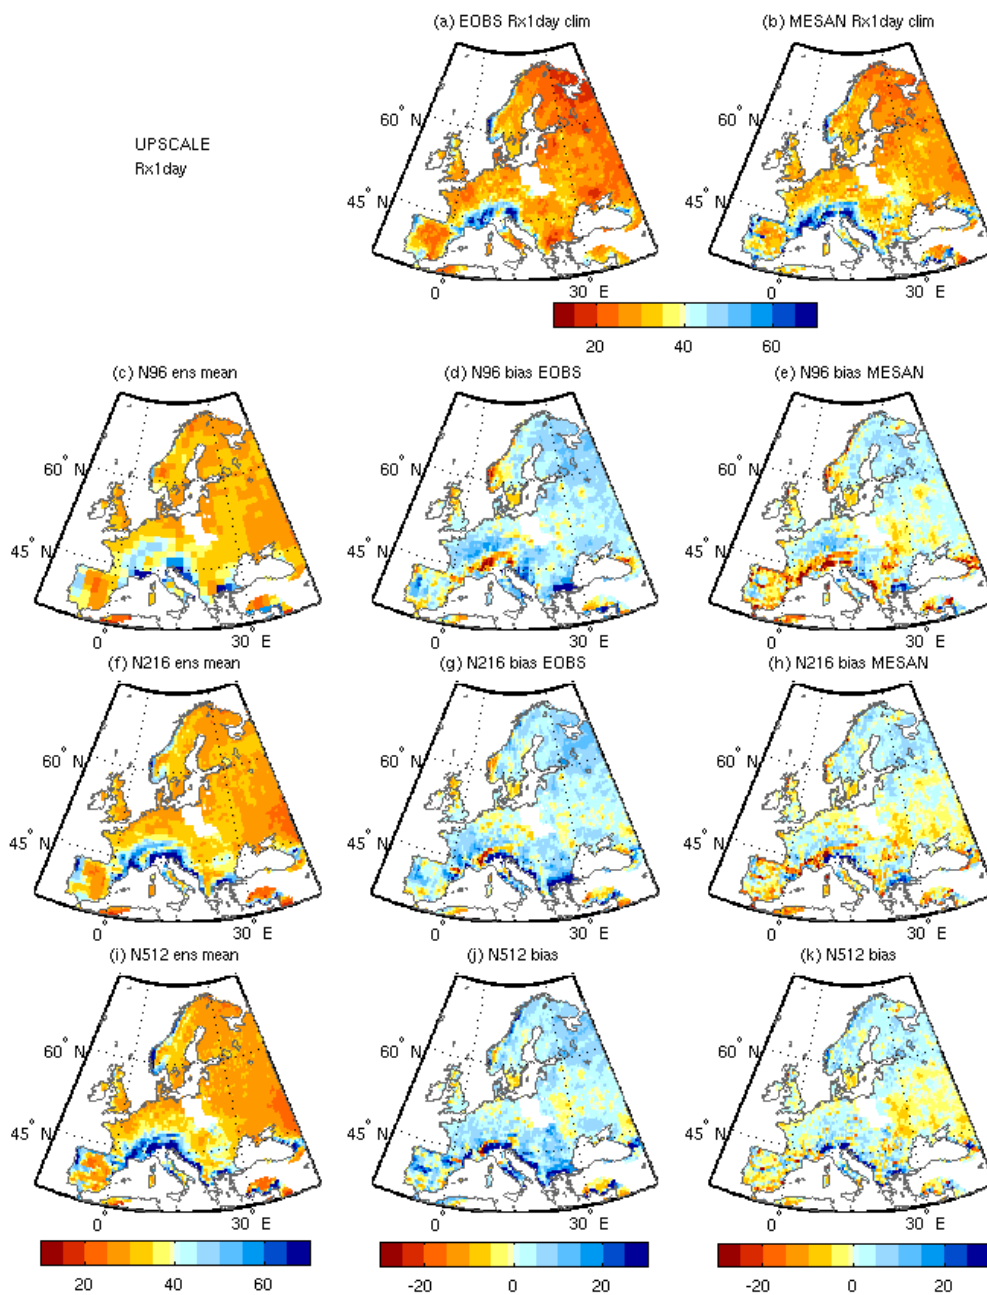 (a) EOBS Rx1day clim
(b) MESAN Rx1day clim
UPSCALE
Rx1day
60° N
45° N
0°
30° E
60° N
45° N
0°
30° E
20 40 60
(c) N96 ens mean
(d) N96 bias EOBS
(e) N96 bias MESAN
60° N
45° N
0°
30° E
60° N
45° N
0°
30° E
60° N
45° N
0°
30° E
(f) N216 ens mean
(g) N216 bias EOBS
(h) N216 bias MESAN
60° N
45° N
0°
30° E
60° N
45° N
0°
30° E
60° N
45° N
0°
30° E
(i) N512 ens mean
(j) N512 bias
(k) N512 bias
60° N
45° N
0°
30° E
60° N
45° N
0°
30° E
60° N
45° N
0°
30° E
20 40 60
-20 0 20
-20 0 20